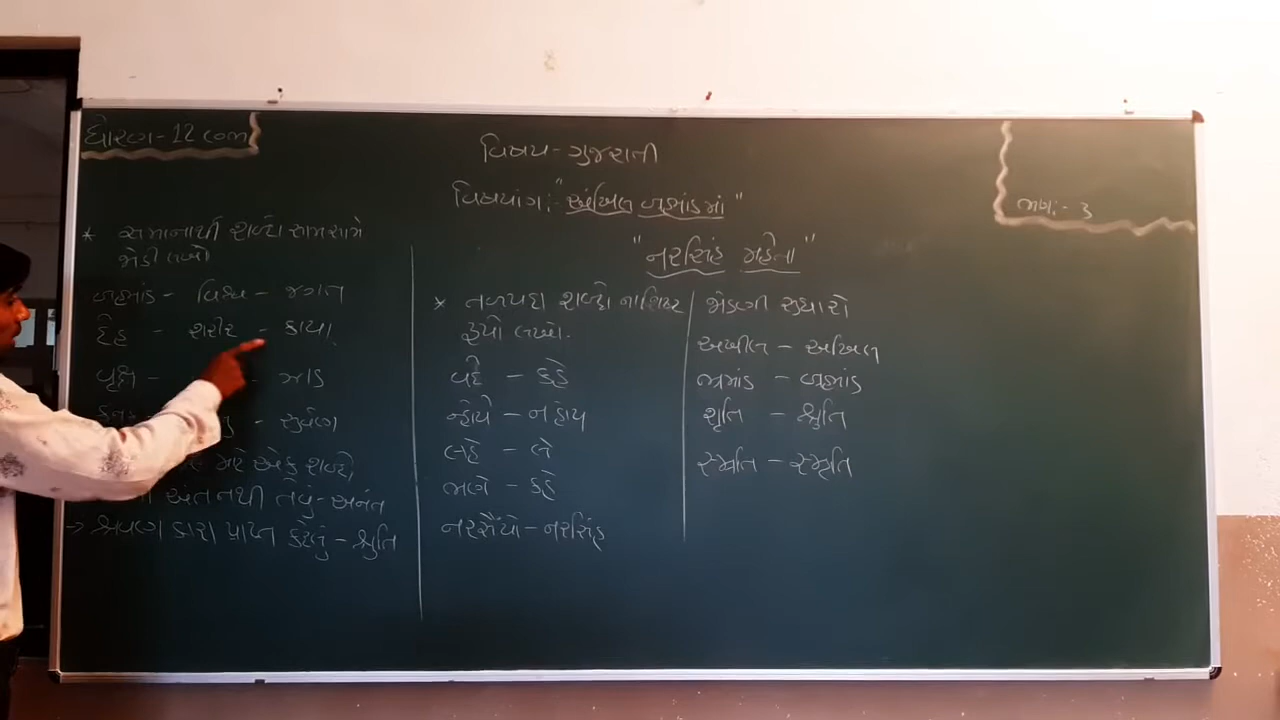 ધોરણ-12 com
વિષય-ગુજરાતી
વિષયાંગ:-"અખિલ બ્રહ્માંડમાં"
ભાગ:-3
"નરસિંહ મહેતા"
* સમાનાર્થી શબ્દો સામસામે
જોડી લખો
બ્રહ્માંડ - વિશ્વ - જગત
દેહ - શરીર - કાયા
વૃક્ષ - - ઝાડ
- સુર્વણ
માટે એક શબ્દો
અંત નથી તેવું-અનંત
→ શ્રવણ દ્વારા પ્રાપ્ત કરેલું-શ્રુતિ
* તળપદા શબ્દોના શિષ્ટ
રૂપો લખો.
વદે - કહે
ન્હોયે - ન હોય
લહે - લે
ભણે - કહે
નરસૈંયો-નરસિંહ
જોડણી સુધારો
અખીલ - અખિલ
ભ્રમાંડ - બ્રહ્માંડ
શૃતિ - શ્રુતિ
- સ્મૃતિ